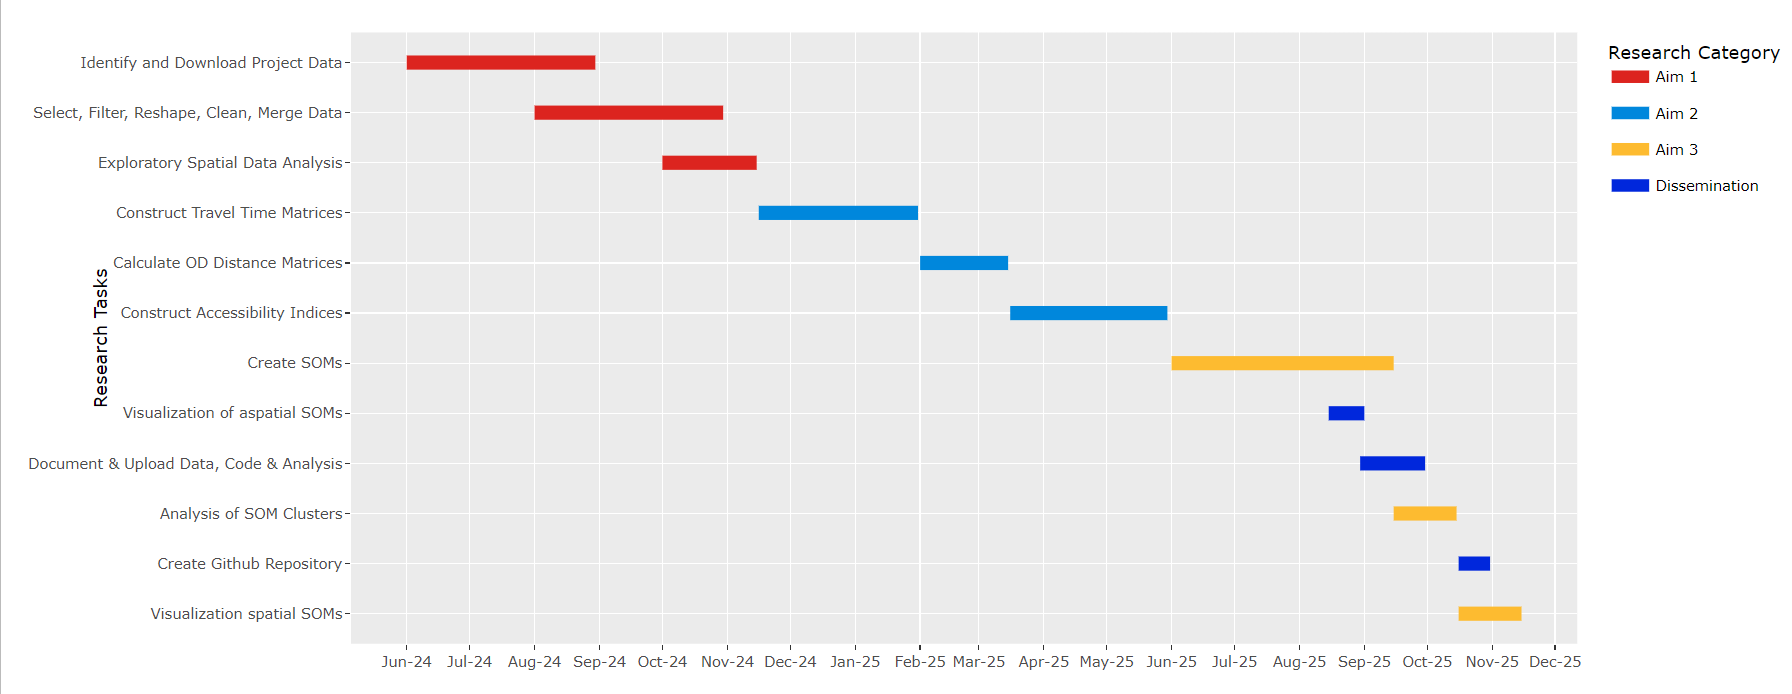 Identify and Download Project Data
Select, Filter, Reshape, Clean, Merge Data
Exploratory Spatial Data Analysis
Construct Travel Time Matrices
Calculate OD Distance Matrices
Construct Accessibility Indices
Create SOMs
Visualization of aspatial SOMs
Document & Upload Data, Code & Analysis
Analysis of SOM Clusters
Create Github Repository
Visualization spatial SOMs
Research Tasks
Jun-24 Jul-24 Aug-24 Sep-24 Oct-24 Nov-24 Dec-24 Jan-25 Feb-25 Mar-25 Apr-25 May-25 Jun-25 Jul-25 Aug-25 Sep-25 Oct-25 Nov-25 Dec-25
Research Category
Aim 1
Aim 2
Aim 3
Dissemination